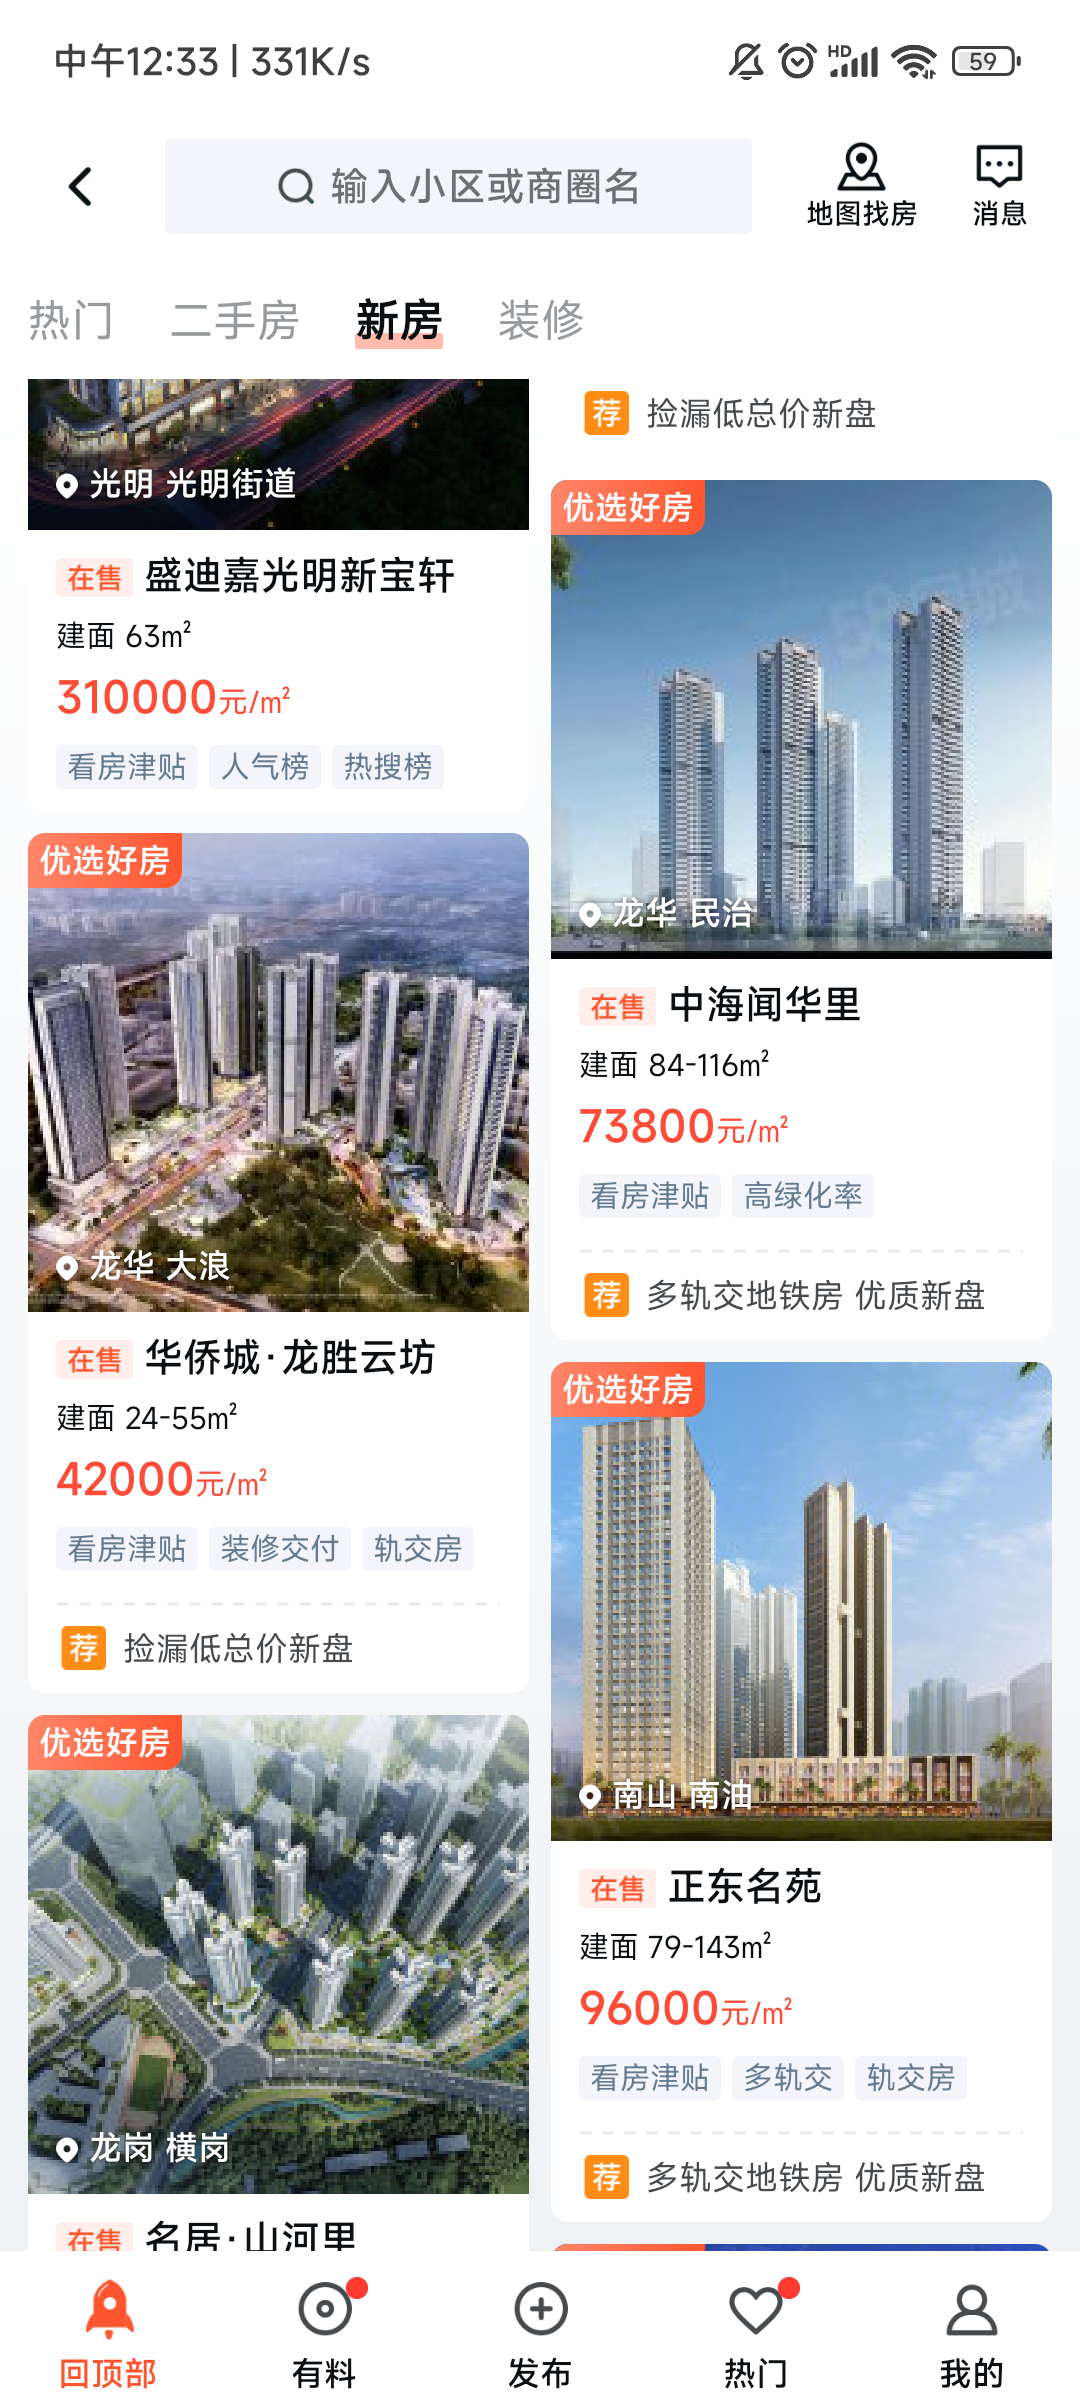 中午12:33 | 331K/s
HD
59
输入小区或商圈名
地图找房
消息
热门
二手房
新房
装修
光明 光明街道
在售 盛迪嘉光明新宝轩
建面 63m²
310000元/m²
看房津贴 人气榜 热搜榜
优选好房
龙华 大浪
在售 华侨城·龙胜云坊
建面 24-55m²
42000元/m²
看房津贴 装修交付 轨交房
荐 捡漏低总价新盘
优选好房
龙岗 横岗
在售 名居·山河里
荐 捡漏低总价新盘
优选好房
58同城
龙华 民治
在售 中海闻华里
建面 84-116m²
73800元/m²
看房津贴 高绿化率
荐 多轨交地铁房 优质新盘
优选好房
南山 南油
在售 正东名苑
建面 79-143m²
96000元/m²
看房津贴 多轨交 轨交房
荐 多轨交地铁房 优质新盘
回顶部
有料
发布
热门
我的